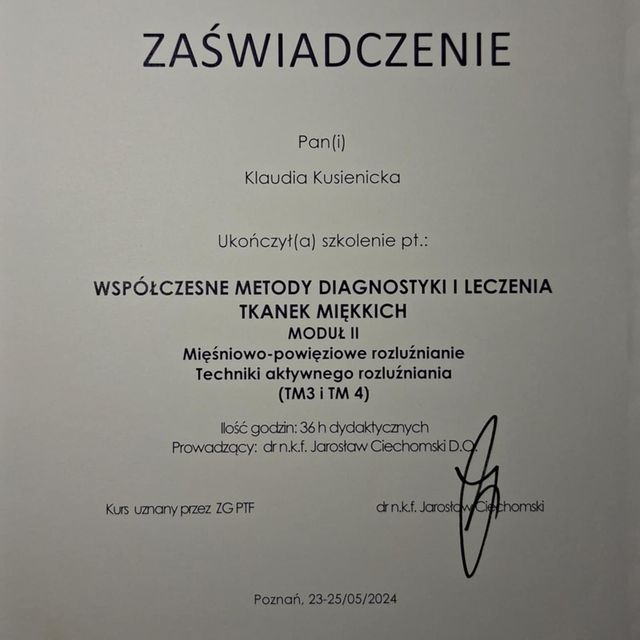 ZAŚWIADCZENIE
Pan(i)
Klaudia Kusienicka
Ukończył(a) szkolenie pt.:
WSPÓŁCZESNE METODY DIAGNOSTYKI I LECZENIA
TKANEK MIĘKKICH
MODUŁ II
Mięśniowo-powięziowe rozluźnianie
Techniki aktywnego rozluźniania
(TM3 i TM 4)
Ilość godzin: 36 h dydaktycznych
Prowadzący: dr n.k.f. Jarosław Ciechomski D.O.
Kurs uznany przez ZG PTF
dr n.k.f. Jarosław Ciechomski
Poznań, 23-25/05/2024